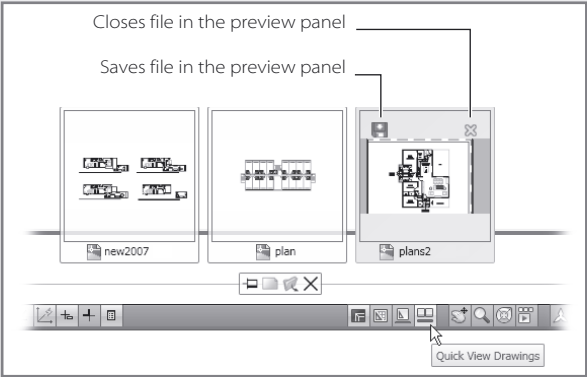 Closes file in the preview panel
Saves file in the preview panel
new2007
plan
plans2
Quick View Drawings